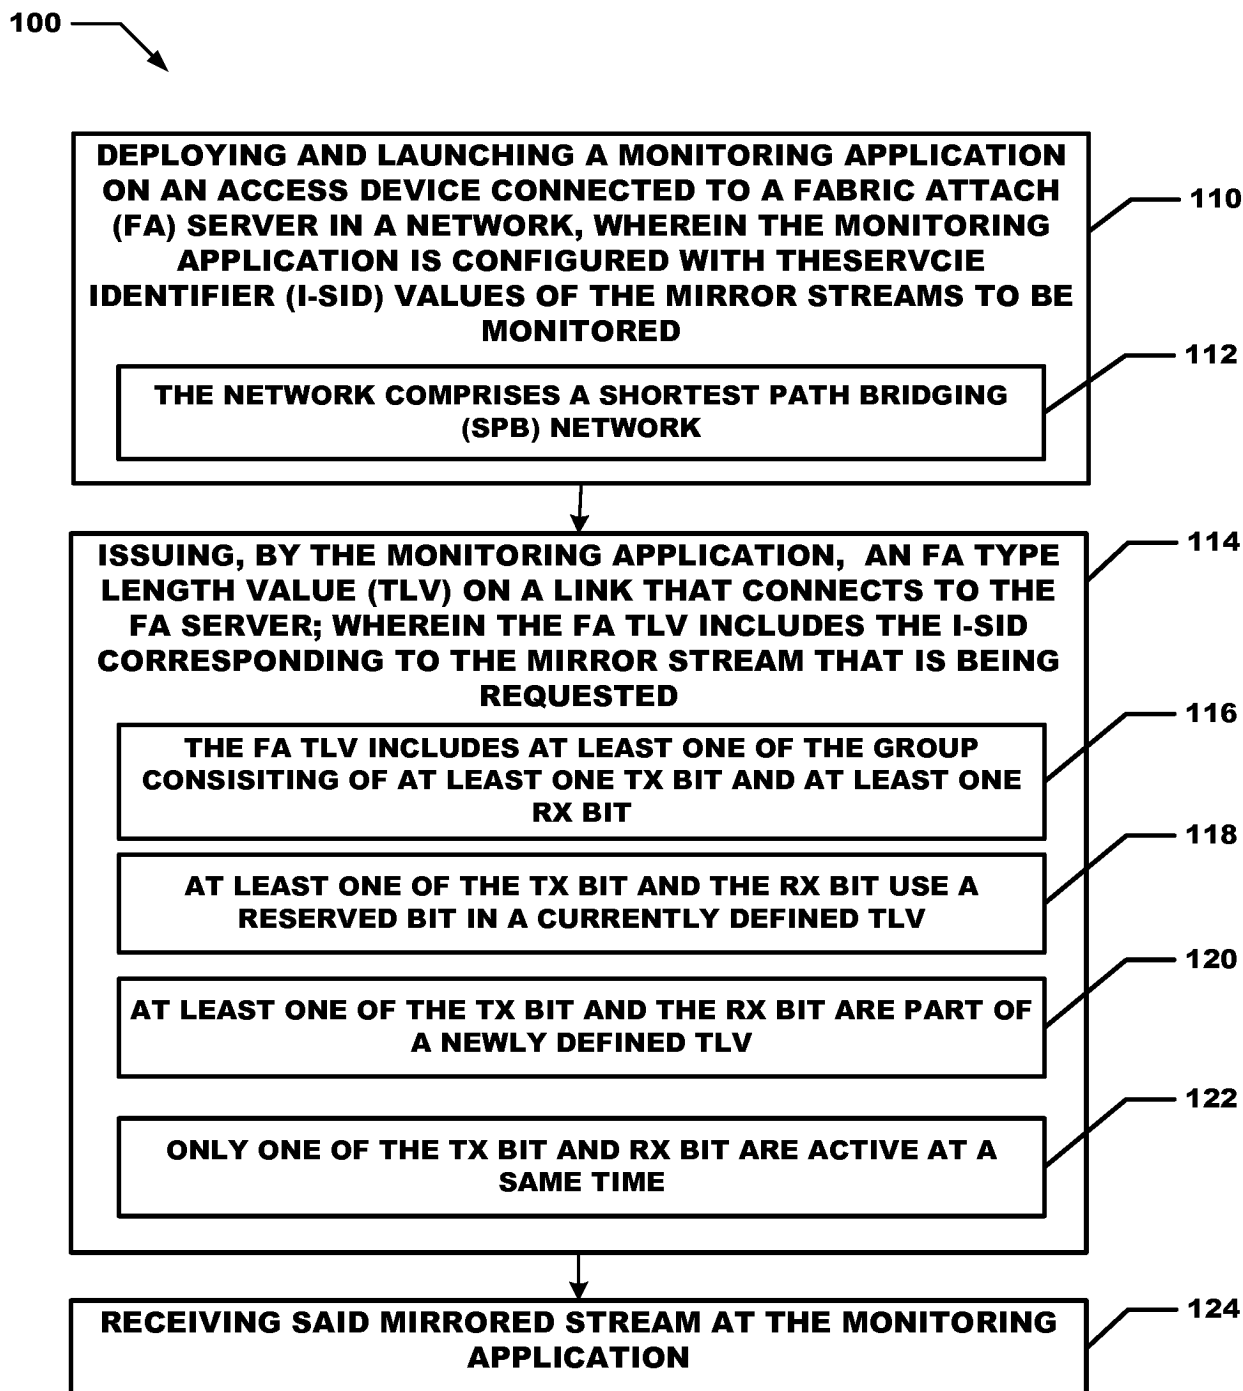 100
DEPLOYING AND LAUNCHING A MONITORING APPLICATION
ON AN ACCESS DEVICE CONNECTED TO A FABRIC ATTACH
(FA) SERVER IN A NETWORK, WHEREIN THE MONITORING
APPLICATION IS CONFIGURED WITH THESERVCIE
IDENTIFIER (I-SID) VALUES OF THE MIRROR STREAMS TO BE
MONITORED
110
THE NETWORK COMPRISES A SHORTEST PATH BRIDGING
(SPB) NETWORK
112
ISSUING, BY THE MONITORING APPLICATION, AN FA TYPE
LENGTH VALUE (TLV) ON A LINK THAT CONNECTS TO THE
FA SERVER; WHEREIN THE FA TLV INCLUDES THE I-SID
CORRESPONDING TO THE MIRROR STREAM THAT IS BEING
REQUESTED
114
THE FA TLV INCLUDES AT LEAST ONE OF THE GROUP
CONSISITING OF AT LEAST ONE TX BIT AND AT LEAST ONE
RX BIT
116
AT LEAST ONE OF THE TX BIT AND THE RX BIT USE A
RESERVED BIT IN A CURRENTLY DEFINED TLV
118
AT LEAST ONE OF THE TX BIT AND THE RX BIT ARE PART OF
A NEWLY DEFINED TLV
120
ONLY ONE OF THE TX BIT AND RX BIT ARE ACTIVE AT A
SAME TIME
122
RECEIVING SAID MIRRORED STREAM AT THE MONITORING
APPLICATION
124